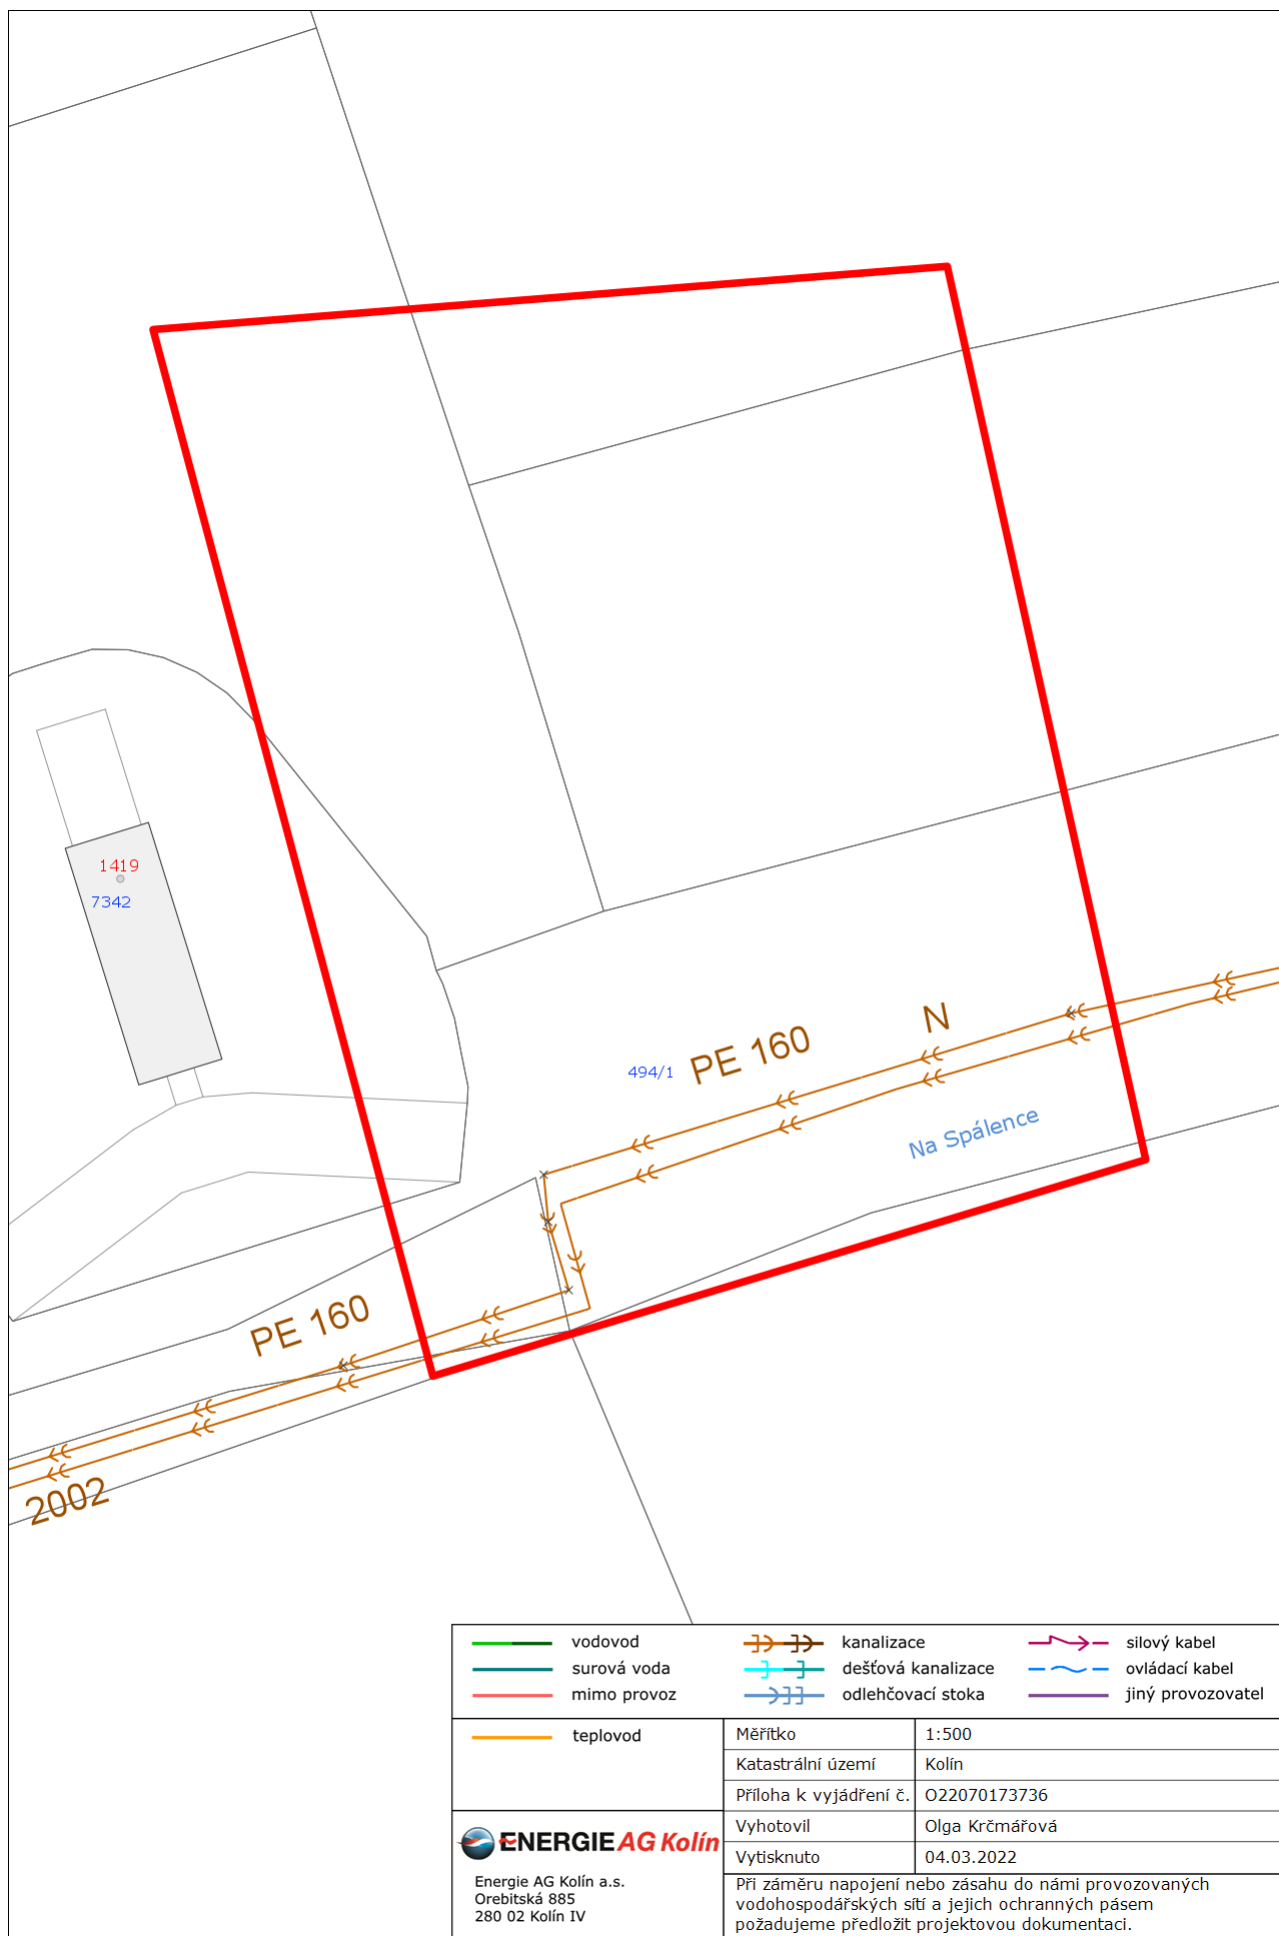 1419
7342
N
PE 160
494/1
Na Spálence
PE 160
2002
vodovod
kanalizace
silový kabel
surová voda
dešťová kanalizace
ovládací kabel
mimo provoz
odlehčovací stoka
jiný provozovatel
teplovod
Měřítko 1:500
Katastrální území Kolín
Příloha k vyjádření č. O22070173736
Vyhotovil Olga Krčmářová
Vytisknuto 04.03.2022
ENERGIE AG Kolín
Energie AG Kolín a.s.
Orebitská 885
280 02 Kolín IV
Při záměru napojení nebo zásahu do námi provozovaných
vodohospodářských sítí a jejich ochranných pásem
požadujeme předložit projektovou dokumentaci.